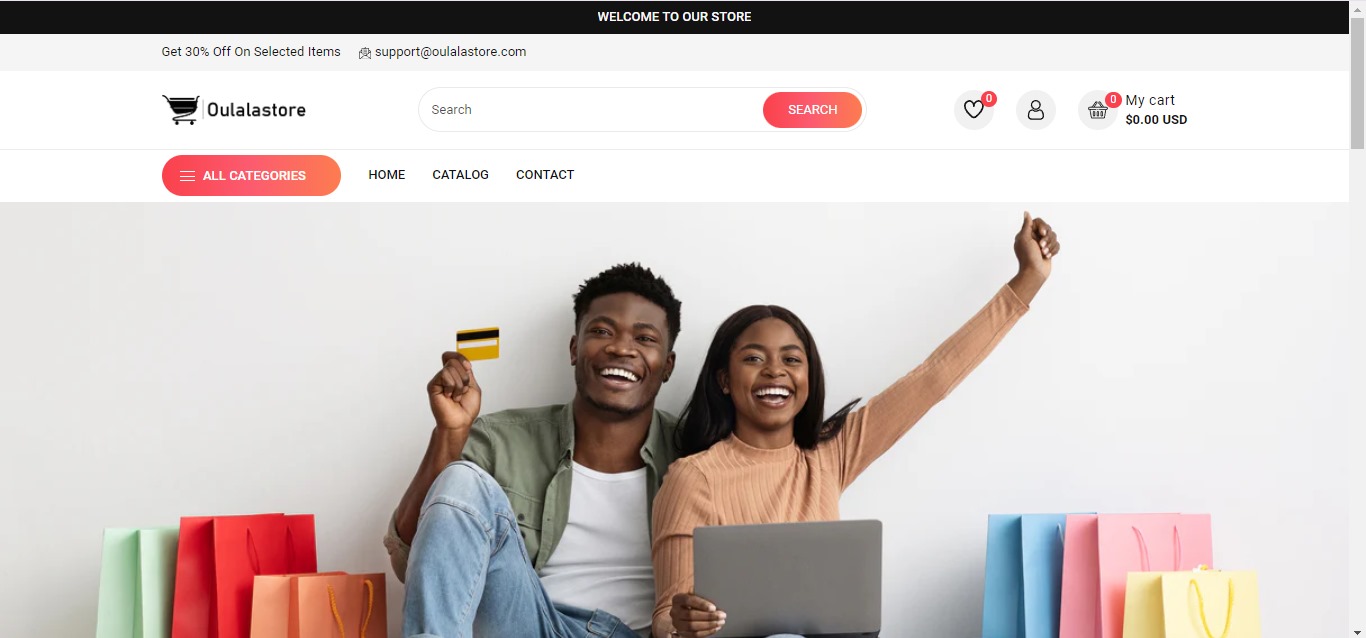 WELCOME TO OUR STORE
Get 30% Off On Selected Items support@oulalastore.com
Oulalastore
Search
SEARCH
0
0
My cart
$0.00 USD
ALL CATEGORIES
HOME CATALOG CONTACT